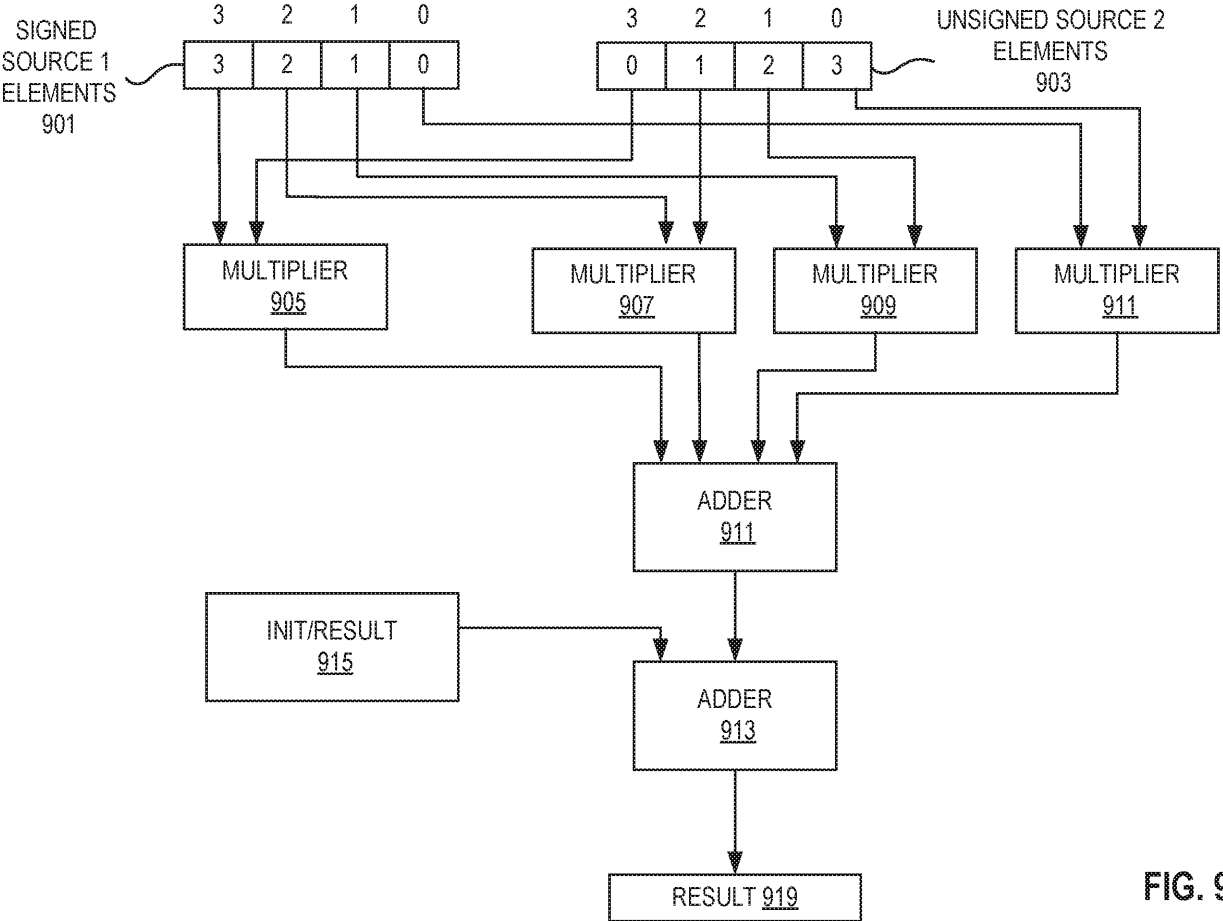 SIGNED
SOURCE 1
ELEMENTS
901
3 2 1 0
3 2 1 0
3 2 1 0
0 1 2 3
UNSIGNED SOURCE 2
ELEMENTS
903
MULTIPLIER
905
MULTIPLIER
907
MULTIPLIER
909
MULTIPLIER
911
ADDER
911
INIT/RESULT
915
ADDER
913
RESULT 919
FIG. 9